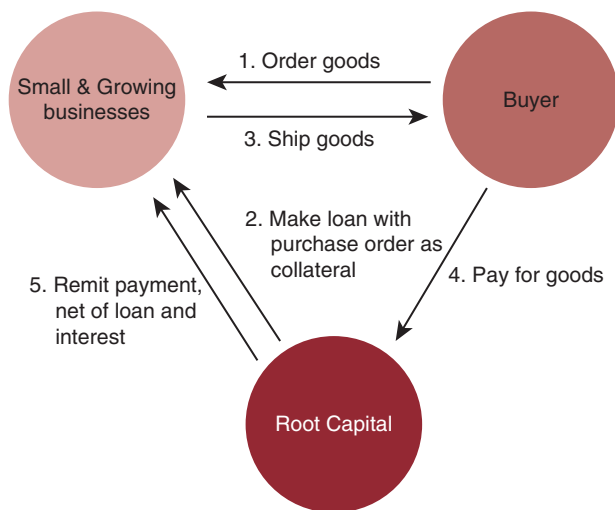 1. Order goods
Small & Growing
businesses
Buyer
3. Ship goods
2. Make loan with
purchase order as
collateral
4. Pay for goods
5. Remit payment,
net of loan and
interest
Root Capital